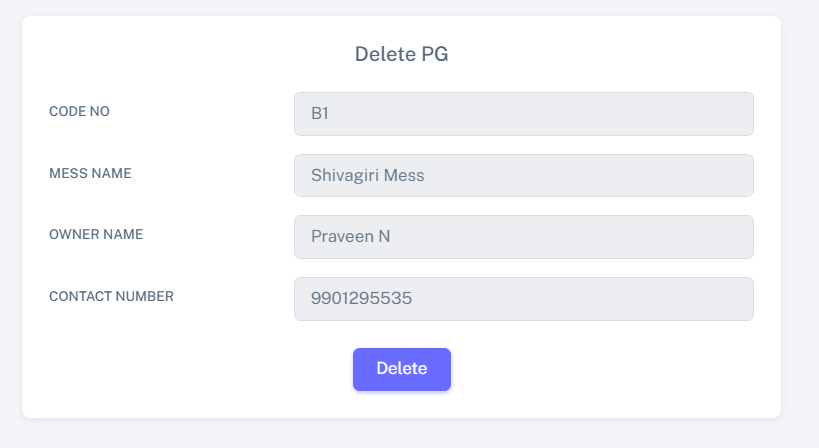 Delete PG
CODE NO B1
MESS NAME Shivagiri Mess
OWNER NAME Praveen N
CONTACT NUMBER 9901295535
Delete